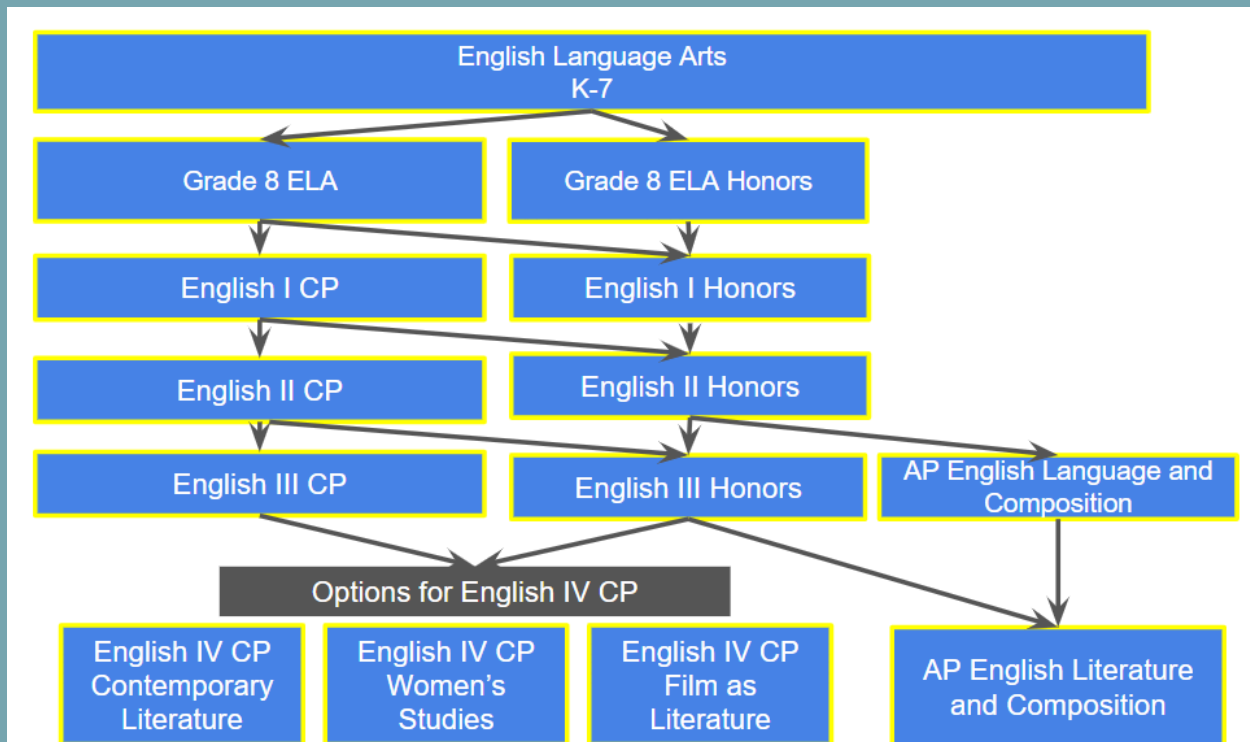 English Language Arts
K-7
Grade 8 ELA
Grade 8 ELA Honors
English I CP
English I Honors
English II CP
English II Honors
English III CP
English III Honors
AP English Language and
Composition
Options for English IV CP
English IV CP
Contemporary
Literature
English IV CP
Women’s
Studies
English IV CP
Film as
Literature
AP English Literature
and Composition